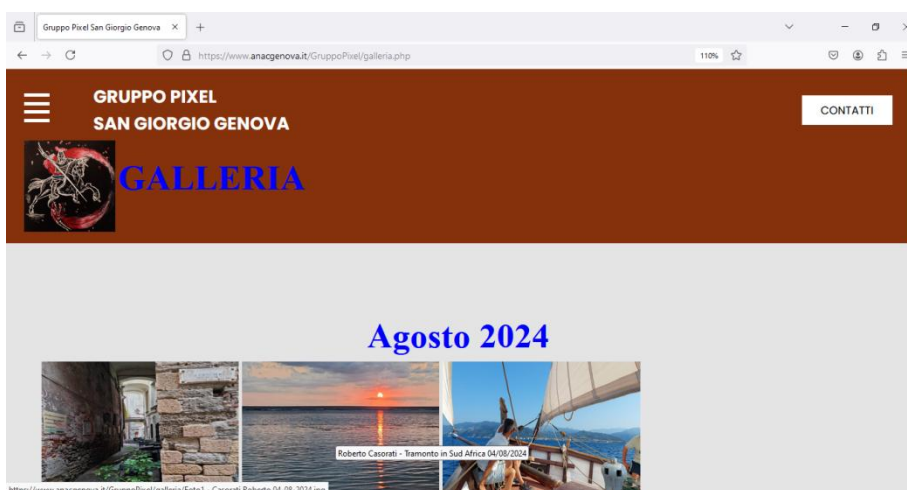 Gruppo Pixel San Giorgio Genova
https://www.anacgenova.it/GruppoPixel/galleria.php
110%
GRUPPO PIXEL
SAN GIORGIO GENOVA
CONTATTI
GALLERIA
Agosto 2024
Roberto Casorati - Tramonto in Sud Africa 04/08/2024